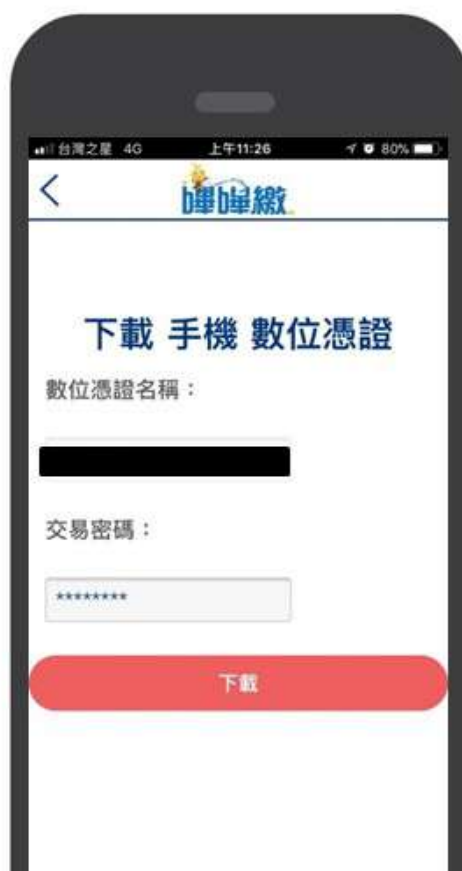 台灣之星 4G 上午11:26 80%
嗶嗶繳
下載 手機 數位憑證
數位憑證名稱：
交易密碼：
********
下載